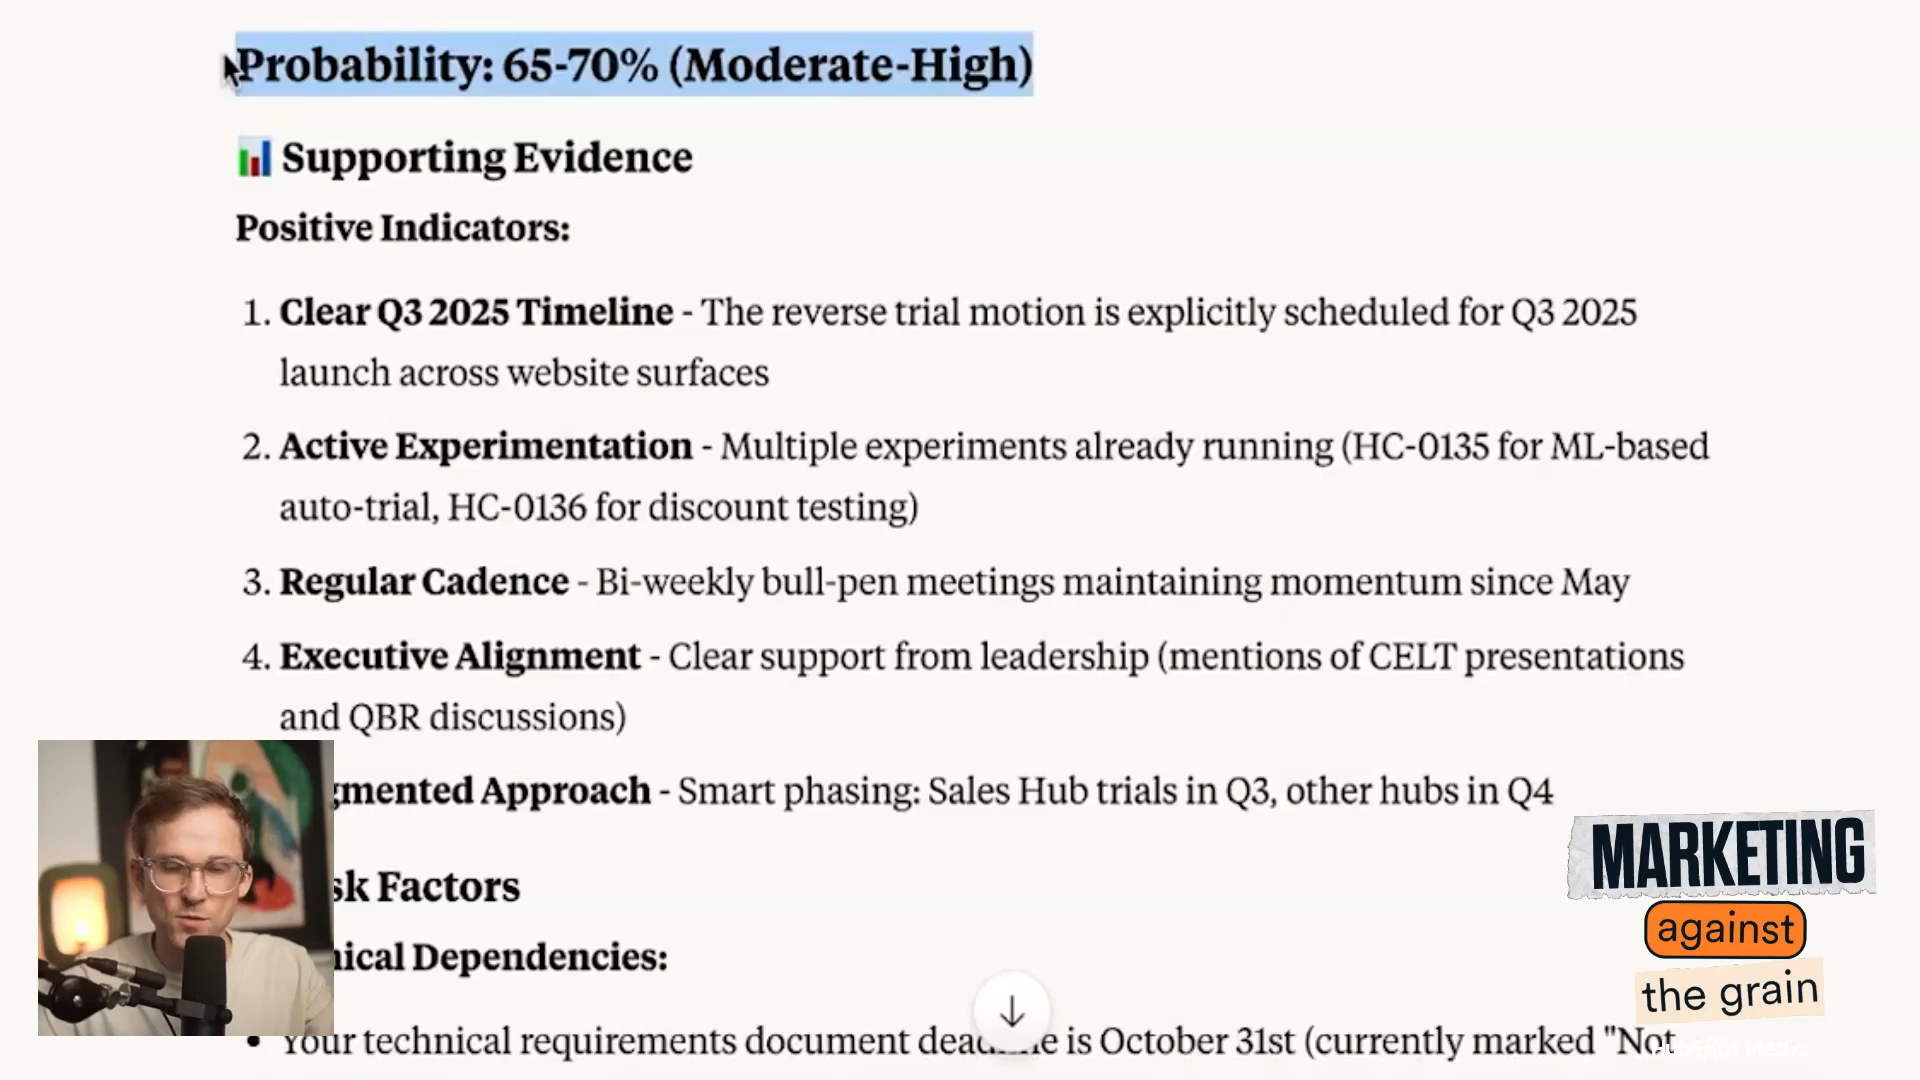 Probability: 65-70% (Moderate-High)
Supporting Evidence
Positive Indicators:
1. Clear Q3 2025 Timeline - The reverse trial motion is explicitly scheduled for Q3 2025
launch across website surfaces
2. Active Experimentation - Multiple experiments already running (HC-0135 for ML-based
auto-trial, HC-0136 for discount testing)
3. Regular Cadence - Bi-weekly bull-pen meetings maintaining momentum since May
4. Executive Alignment - Clear support from leadership (mentions of CELT presentations
and QBR discussions)
gmented Approach - Smart phasing: Sales Hub trials in Q3, other hubs in Q4
sk Factors
nical Dependencies:
• Your technical requirements document deadline is October 31st (currently marked "Not
MARKETING
against
the grain
HubSpot Media